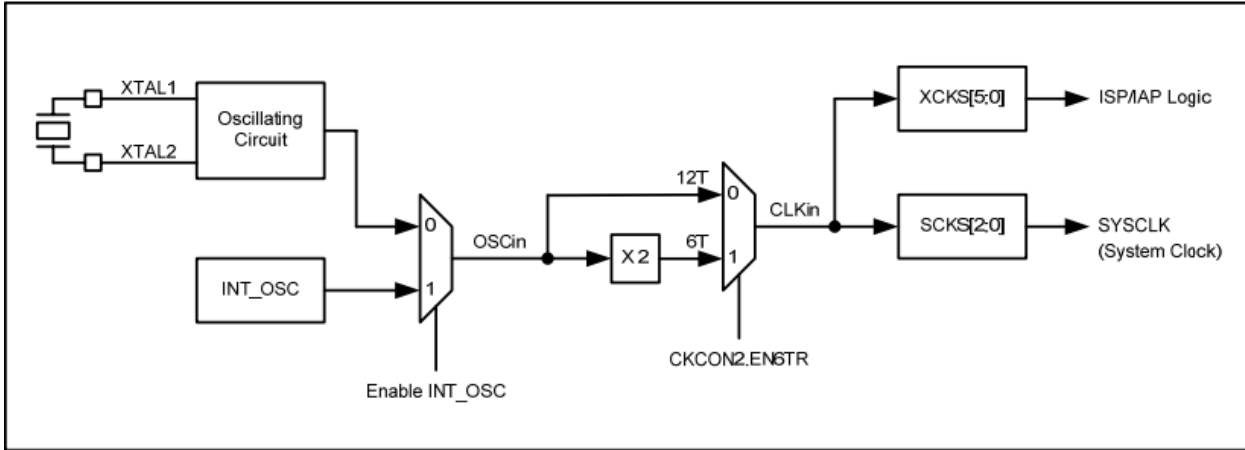 XTAL1
XTAL2
Oscillating
Circuit
INT_OSC
0
1
Enable INT_OSC
OSCin
12T
X2
6T
0
1
CKCON2.EN6TR
CLKin
XCKS[5:0]
ISP/IAP Logic
SCKS[2:0]
SYSCLK
(System Clock)